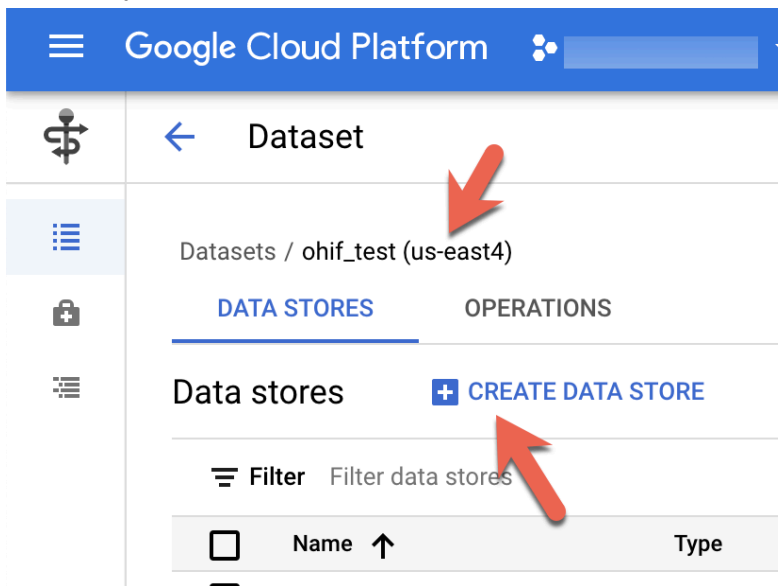 Google Cloud Platform
Dataset
Datasets / ohif_test (us-east4)
DATA STORES OPERATIONS
Data stores CREATE DATA STORE
Filter Filter data stores
Name Type